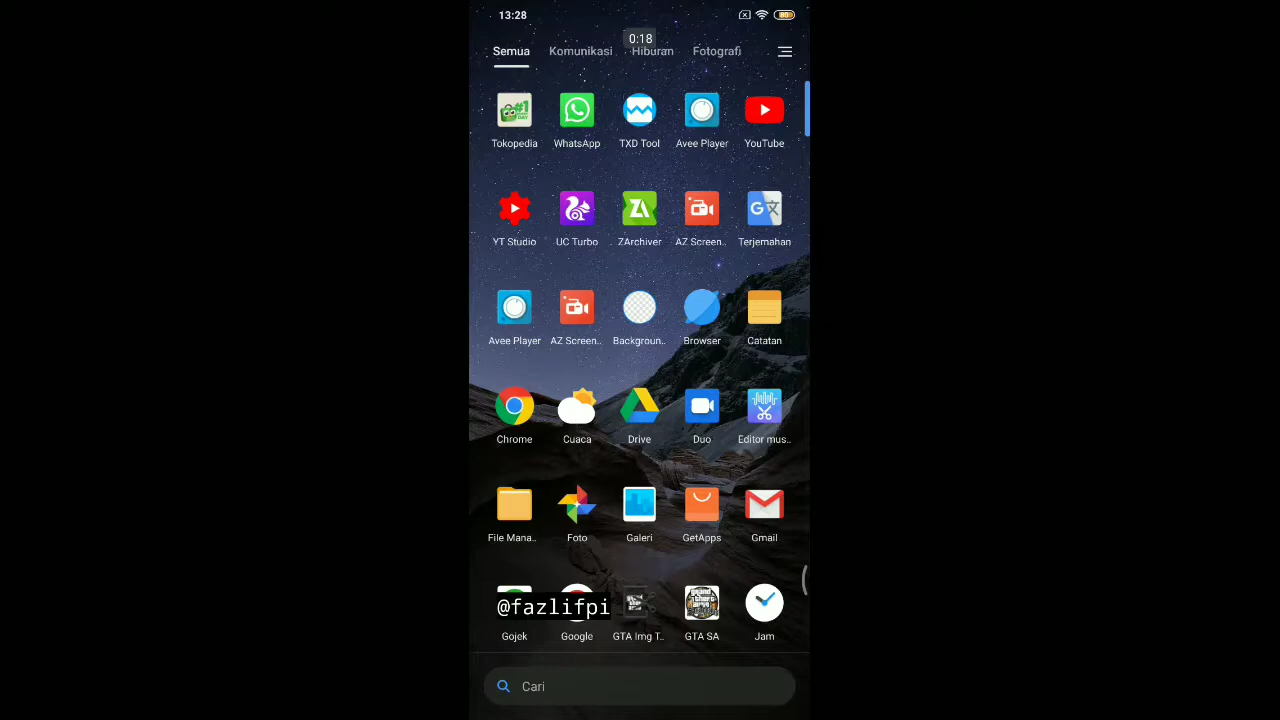 13:28
80
0:18
Semua Komunikasi Hiburan Fotografi
Tokopedia WhatsApp TXD Tool Avee Player YouTube
YT Studio UC Turbo ZArchiver AZ Screen.. Terjemahan
Avee Player AZ Screen.. Backgroun.. Browser Catatan
Chrome Cuaca Drive Duo Editor mus..
File Mana.. Foto Galeri GetApps Gmail
@fazlifpi
Gojek Google GTA Img T.. GTA SA Jam
Cari